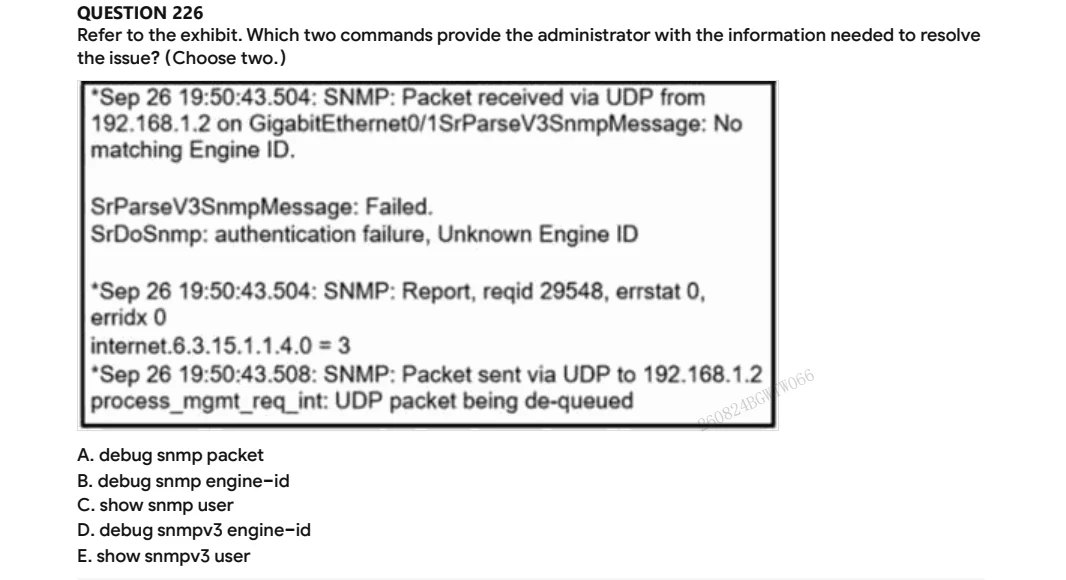 QUESTION 226
Refer to the exhibit. Which two commands provide the administrator with the information needed to resolve
the issue? (Choose two.)
*Sep 26 19:50:43.504: SNMP: Packet received via UDP from
192.168.1.2 on GigabitEthernet0/1SrParseV3SnmpMessage: No
matching Engine ID.
SrParseV3SnmpMessage: Failed.
SrDoSnmp: authentication failure, Unknown Engine ID
*Sep 26 19:50:43.504: SNMP: Report, reqid 29548, errstat 0,
erridx 0
internet.6.3.15.1.1.4.0 = 3
*Sep 26 19:50:43.508: SNMP: Packet sent via UDP to 192.168.1.2
process_mgmt_req_int: UDP packet being de-queued
A. debug snmp packet
B. debug snmp engine−id
C. show snmp user
D. debug snmpv3 engine−id
E. show snmpv3 user